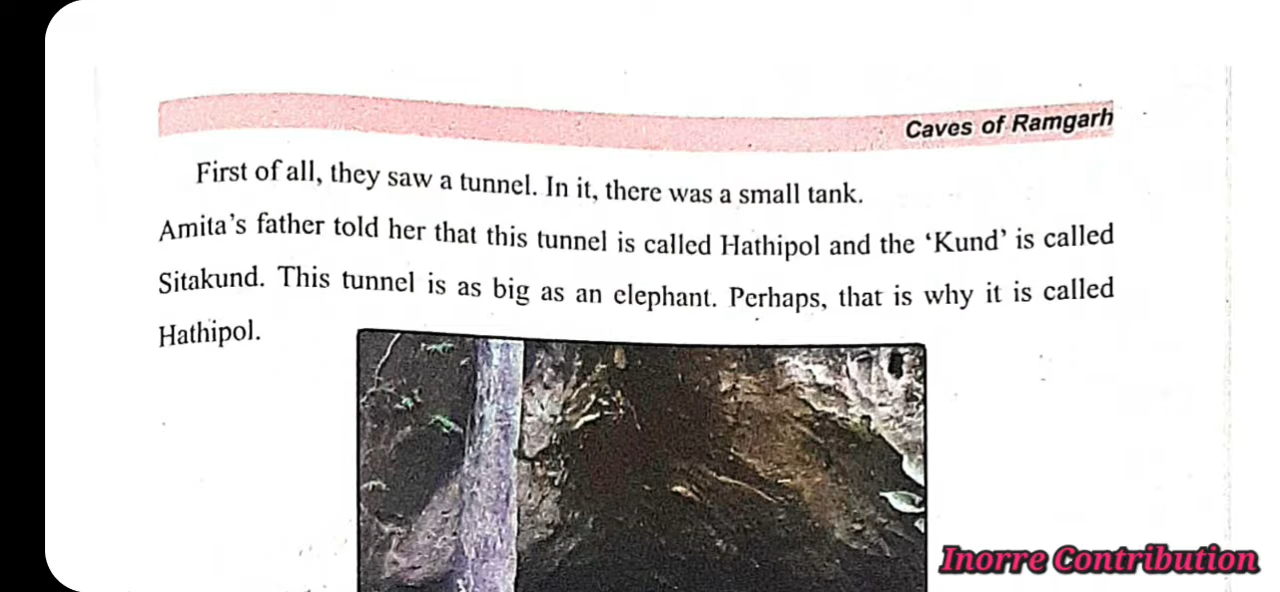 Caves of Ramgarh
First of all, they saw a tunnel. In it, there was a small tank.
Amita's father told her that this tunnel is called Hathipol and the 'Kund' is called
Sitakund. This tunnel is as big as an elephant. Perhaps, that is why it is called
Hathipol.
Inorre Contribution